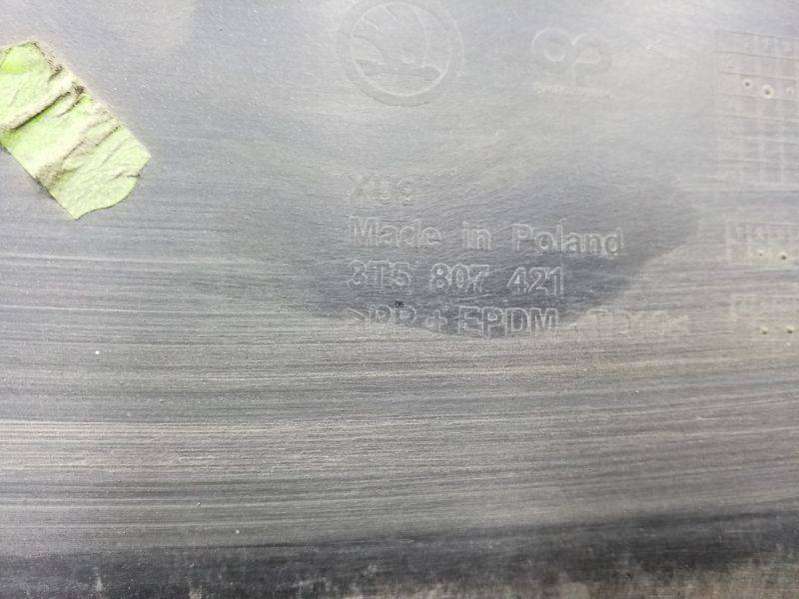 Made in Poland
3T5 807 421
>PP+EPDM